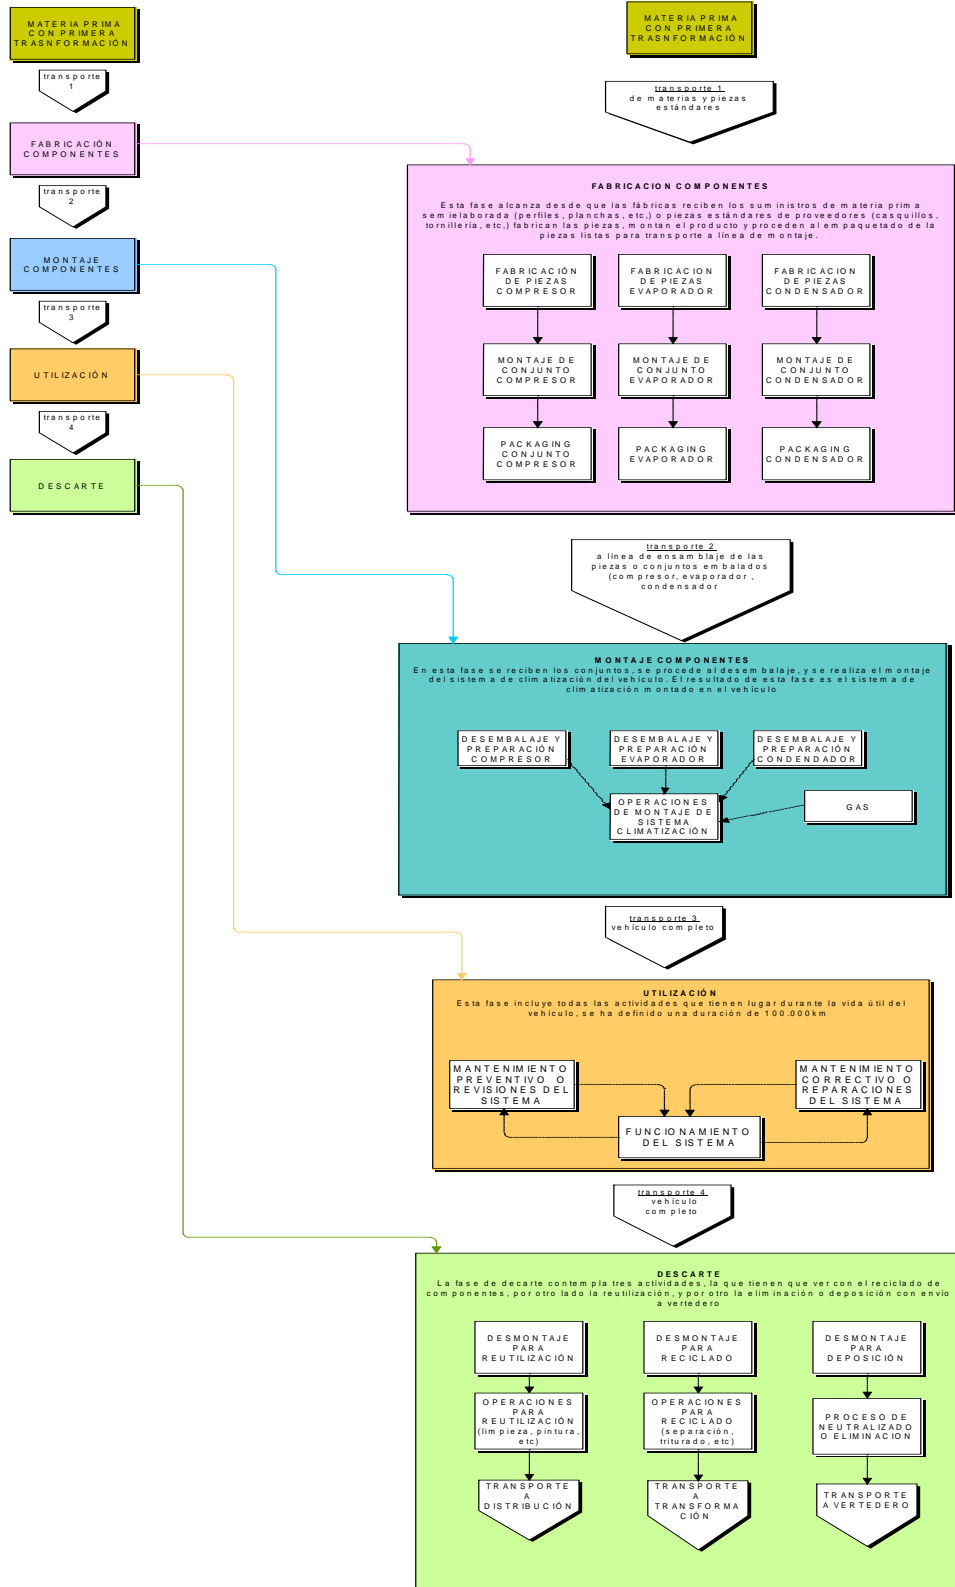 MATERIA PRIMA
CON PRIMERA
TRASNFORMACIÓN
transporte
1
FABRICACIÓN
COMPONENTES
transporte
2
MONTAJE
COMPONENTES
transporte
3
UTILIZACIÓN
transporte
4
DESCARTE
MATERIA PRIMA
CON PRIMERA
TRASNFORMACIÓN
transporte 1
de materias y piezas
estándares
FABRICACION COMPONENTES
Esta fase alcanza desde que las fábricas reciben los suministros de materia prima
semielaborada (perfiles, planchas, etc,) o piezas estándares de proveedores (casquillos,
tornillería, etc,) fabrican las piezas, montan el producto y proceden al empaquetado de la
piezas listas para transporte a línea de montaje.
FABRICACIÓN
DE PIEZAS
COMPRESOR
FABRICACION
DE PIEZAS
EVAPORADOR
FABRICACION
DE PIEZAS
CONDENSADOR
MONTAJE DE
CONJUNTO
COMPRESOR
MONTAJE DE
CONJUNTO
EVAPORADOR
MONTAJE DE
CONJUNTO
CONDENSADOR
PACKAGING
CONJUNTO
COMPRESOR
PACKAGING
EVAPORADOR
PACKAGING
CONDENSADOR
transporte 2
a línea de ensamblaje de las
piezas o conjuntos embalados
(compresor, evaporador,
condensador
MONTAJE COMPONENTES
En esta fase se reciben los conjuntos, se procede al desembalaje, y se realiza el montaje
del sistema de climatización del vehículo. El resultado de esta fase es el sistema de
climatización montado en el vehículo
DESEMBALAJE Y
PREPARACIÓN
COMPRESOR
DESEMBALAJE Y
PREPARACIÓN
EVAPORADOR
DESEMBALAJE Y
PREPARACIÓN
CONDENDADOR
OPERACIONES
DE MONTAJE DE
SISTEMA
CLIMATIZACIÓN
GAS
transporte 3
vehículo completo
UTILIZACIÓN
Esta fase incluye todas las actividades que tienen lugar durante la vida útil del
vehículo, se ha definido una duración de 100.000km
MANTENIMIENTO
PREVENTIVO O
REVISIONES DEL
SISTEMA
MANTENIMIENTO
CORRECTIVO O
REPARACIONES
DEL SISTEMA
FUNCIONAMIENTO
DEL SISTEMA
transporte 4
vehículo
completo
DESCARTE
La fase de decarte contempla tres actividades, la que tienen que ver con el reciclado de
componentes, por otro lado la reutilización, y por otro la eliminación o deposición con envío
a vertedero
DESMONTAJE
PARA
REUTILIZACIÓN
DESMONTAJE
PARA
RECICLADO
DESMONTAJE
PARA
DEPOSICIÓN
OPERACIONES
PARA
REUTILIZACIÓN
(limpieza, pintura,
etc)
OPERACIONES
PARA
RECICLADO
(separación,
triturado, etc)
PROCESO DE
NEUTRALIZADO
O ELIMINACION
TRANSPORTE
A
DISTRIBUCIÓN
TRANSPORTE
A
TRANSFORMA
CIÓN
TRANSPORTE
A VERTEDERO